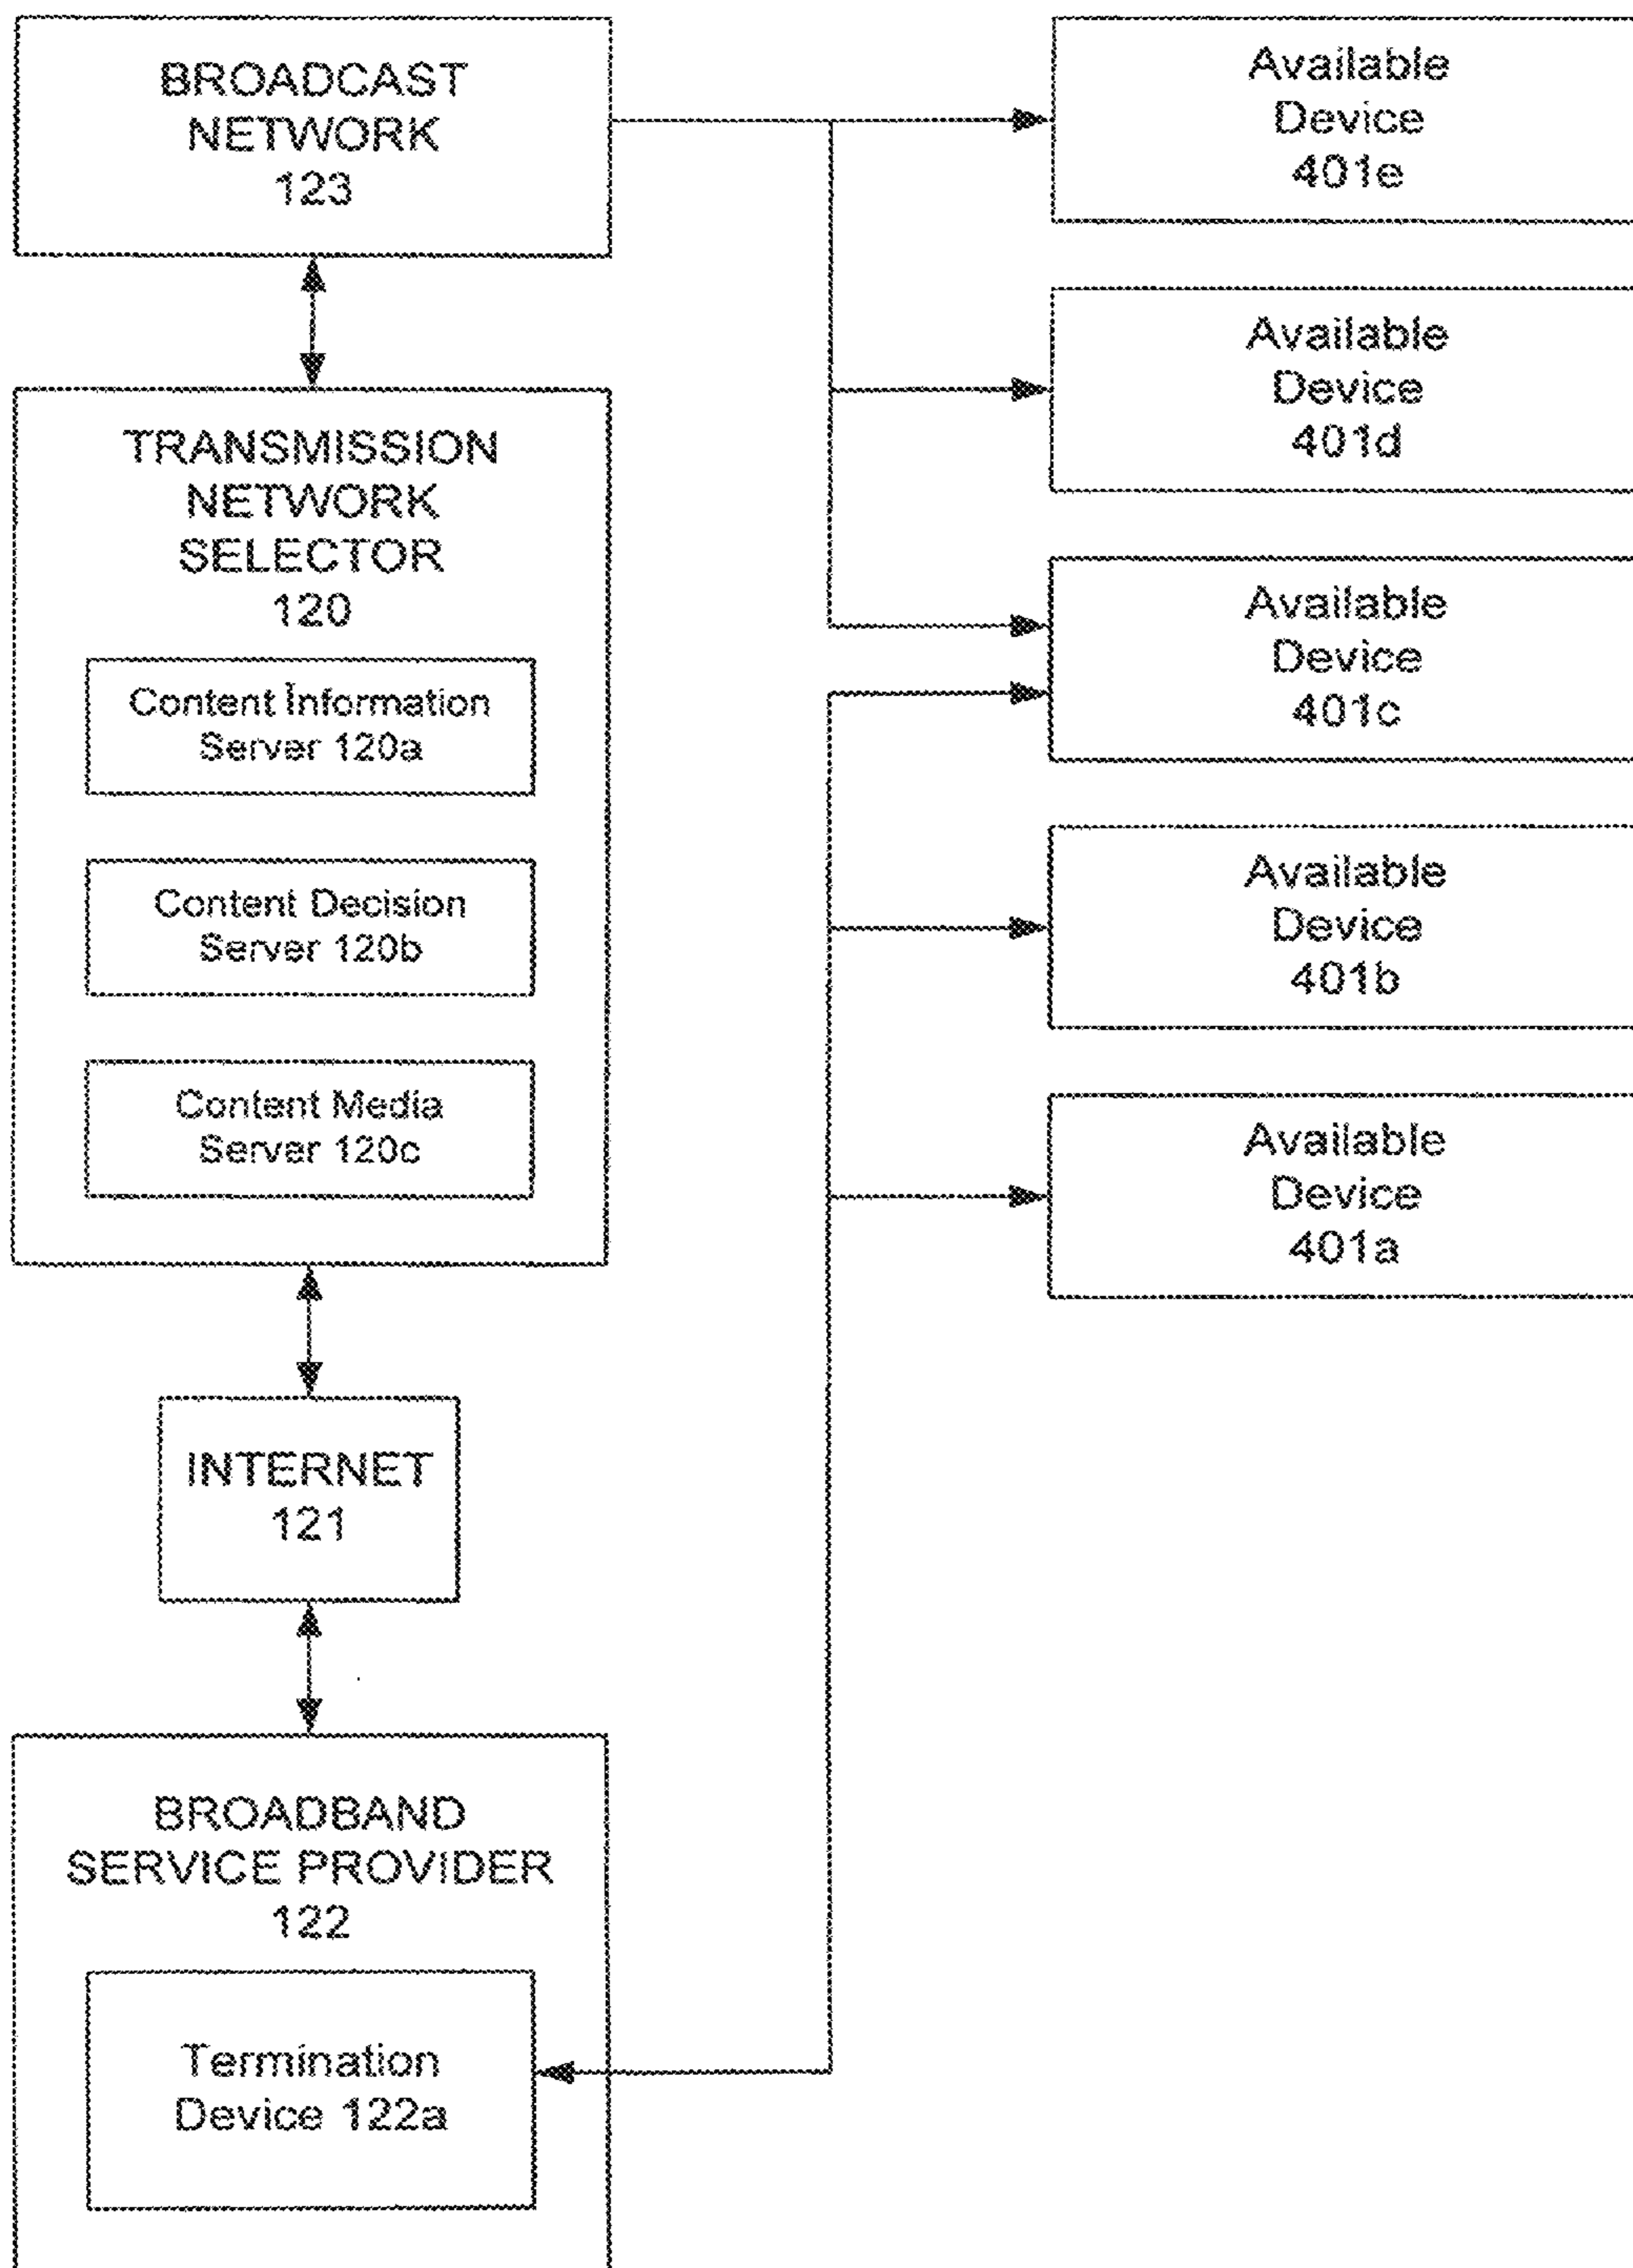 BROADCAST
NETWORK
123
TRANSMISSION
NETWORK
SELECTOR
120
Content Information
Server 120a
Content Decision
Server 120b
Content Media
Server 120c
INTERNET
121
BROADBAND
SERVICE PROVIDER
122
Termination
Device 122a
Available
Device
401e
Available
Device
401d
Available
Device
401c
Available
Device
401b
Available
Device
401a